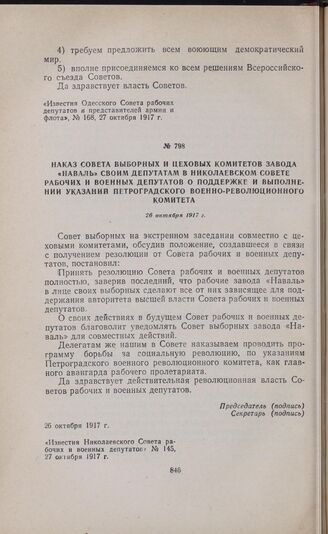 4) требуем предложить всем воюющим демократический
мир.
5) вполне присоединяемся ко всем решениям Всероссийско-
го съезда Советов.
Да здравствует власть Советов.
«Известия Одесского Совета рабочих
депутатов и представителей армии и
флота», № 168, 27 октября 1917 г.
№ 798
НАКАЗ СОВЕТА ВЫБОРНЫХ И ЦЕХОВЫХ КОМИТЕТОВ ЗАВОДА
«НАВАЛЬ» СВОИМ ДЕПУТАТАМ В НИКОЛАЕВСКОМ СОВЕТЕ
РАБОЧИХ И ВОЕННЫХ ДЕПУТАТОВ О ПОДДЕРЖКЕ И ВЫПОЛНЕ-
НИИ УКАЗАНИЙ ПЕТРОГРАДСКОГО ВОЕННО-РЕВОЛЮЦИОННОГО
КОМИТЕТА
26 октября 1917 г.
Совет выборных на экстренном заседании совместно с це-
ховыми комитетами, обсудив положение, создавшееся в связи
с получением резолюции от Совета рабочих и военных депута-
тов, постановил:
Принять резолюцию Совета рабочих и военных депутатов
полностью, заверив последний, что рабочие завода «Наваль»
в лице выборных сделают все от них зависящее для под-
держания авторитета высшей власти Совета рабочих и военных
депутатов.
О своих действиях в будущем Совет рабочих и военных де-
путатов благоволит уведомлять Совет выборных завода «На-
валь» для совместных действий.
Делегатам же нашим в Совете наказываем проводить про-
грамму борьбы за социальную революцию, по указаниям
Петроградского военного революционного комитета, как глав-
ного авангарда рабочего пролетариата.
Да здравствует действительная революционная власть Со-
ветов рабочих и военных депутатов.
Председатель (подпись)
Секретарь (подпись)
26 октября 1917 г.
«Известия Николаевского Совета ра-
бочих и военных депутатов» № 145,
27 октября 1917 г.
846